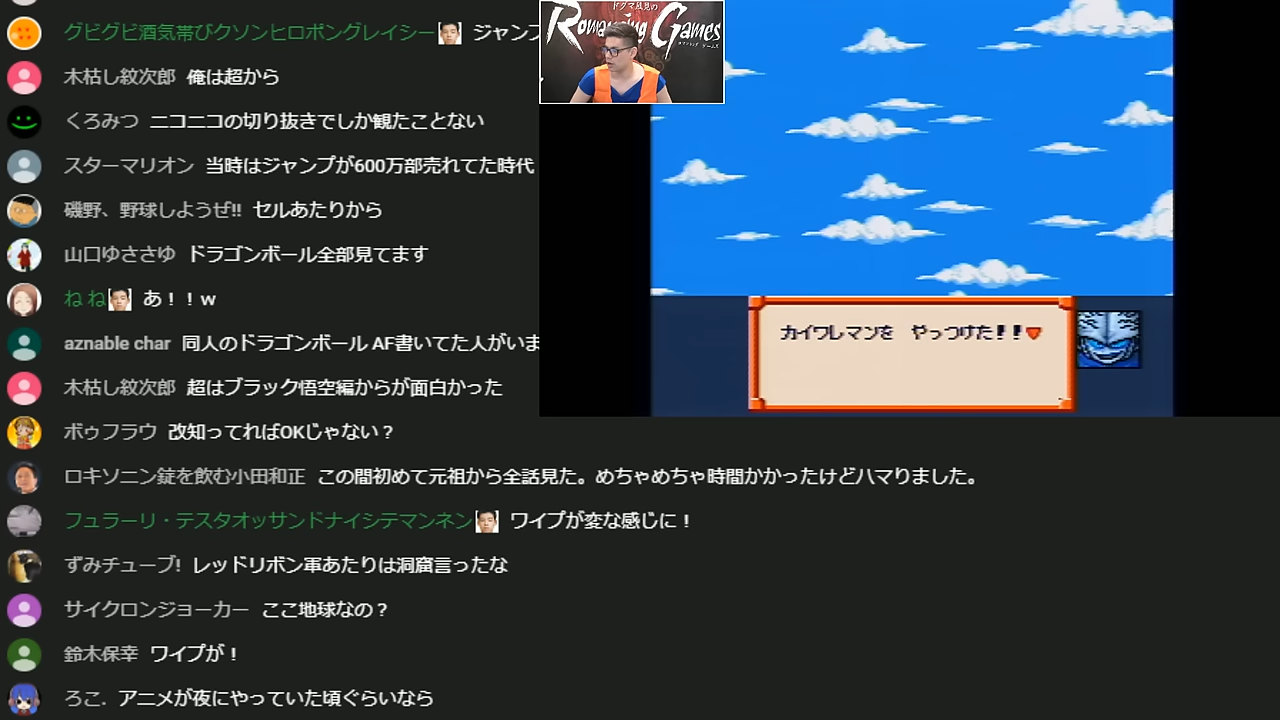 グビグビ酒気帯びクソンヒロポングレイシー ジャンプ
木枯し紋次郎 俺は超から
くろみつ ニコニコの切り抜きでしか観たことない
スターマリオン 当時はジャンプが600万部売れてた時代
磯野、野球しようぜ!! セルあたりから
山口ゆささゆ ドラゴンボール全部見てます
ね ね あ！！w
aznable char 同人のドラゴンボール AF書いてた人がいま
木枯し紋次郎 超はブラック悟空編からが面白かった
ボゥフラウ 改知ってればOKじゃない？
ロキソニン錠を飲む小田和正 この間初めて元祖から全話見た。めちゃめちゃ時間かかったけどハマりました。
フュラーリ・テスタオッサンドナイシテマンネン ワイプが変な感じに！
ずみチューブ! レッドリボン軍あたりは洞窟言ったな
サイクロンジョーカー ここ地球なの？
鈴木保幸 ワイプが！
ろこ. アニメが夜にやっていた頃ぐらいなら
ドグマ風見の
Romancing Games
カイワレマンを やっつけた!!